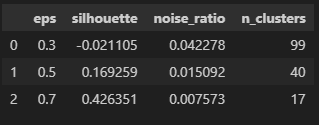 eps silhouette noise_ratio n_clusters
0 0.3 -0.021105 0.042278 99
1 0.5 0.169259 0.015092 40
2 0.7 0.426351 0.007573 17